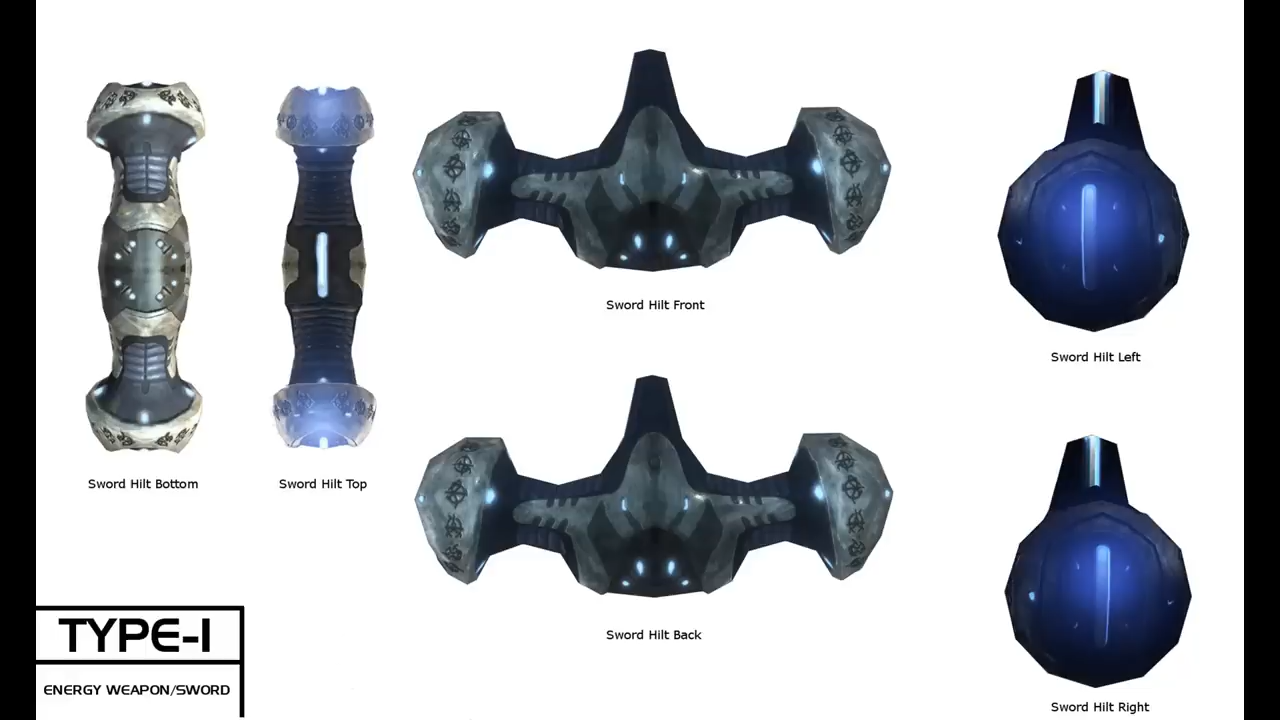 Sword Hilt Front
Sword Hilt Left
Sword Hilt Bottom
Sword Hilt Top
Sword Hilt Back
TYPE-I
ENERGY WEAPON/SWORD
Sword Hilt Right